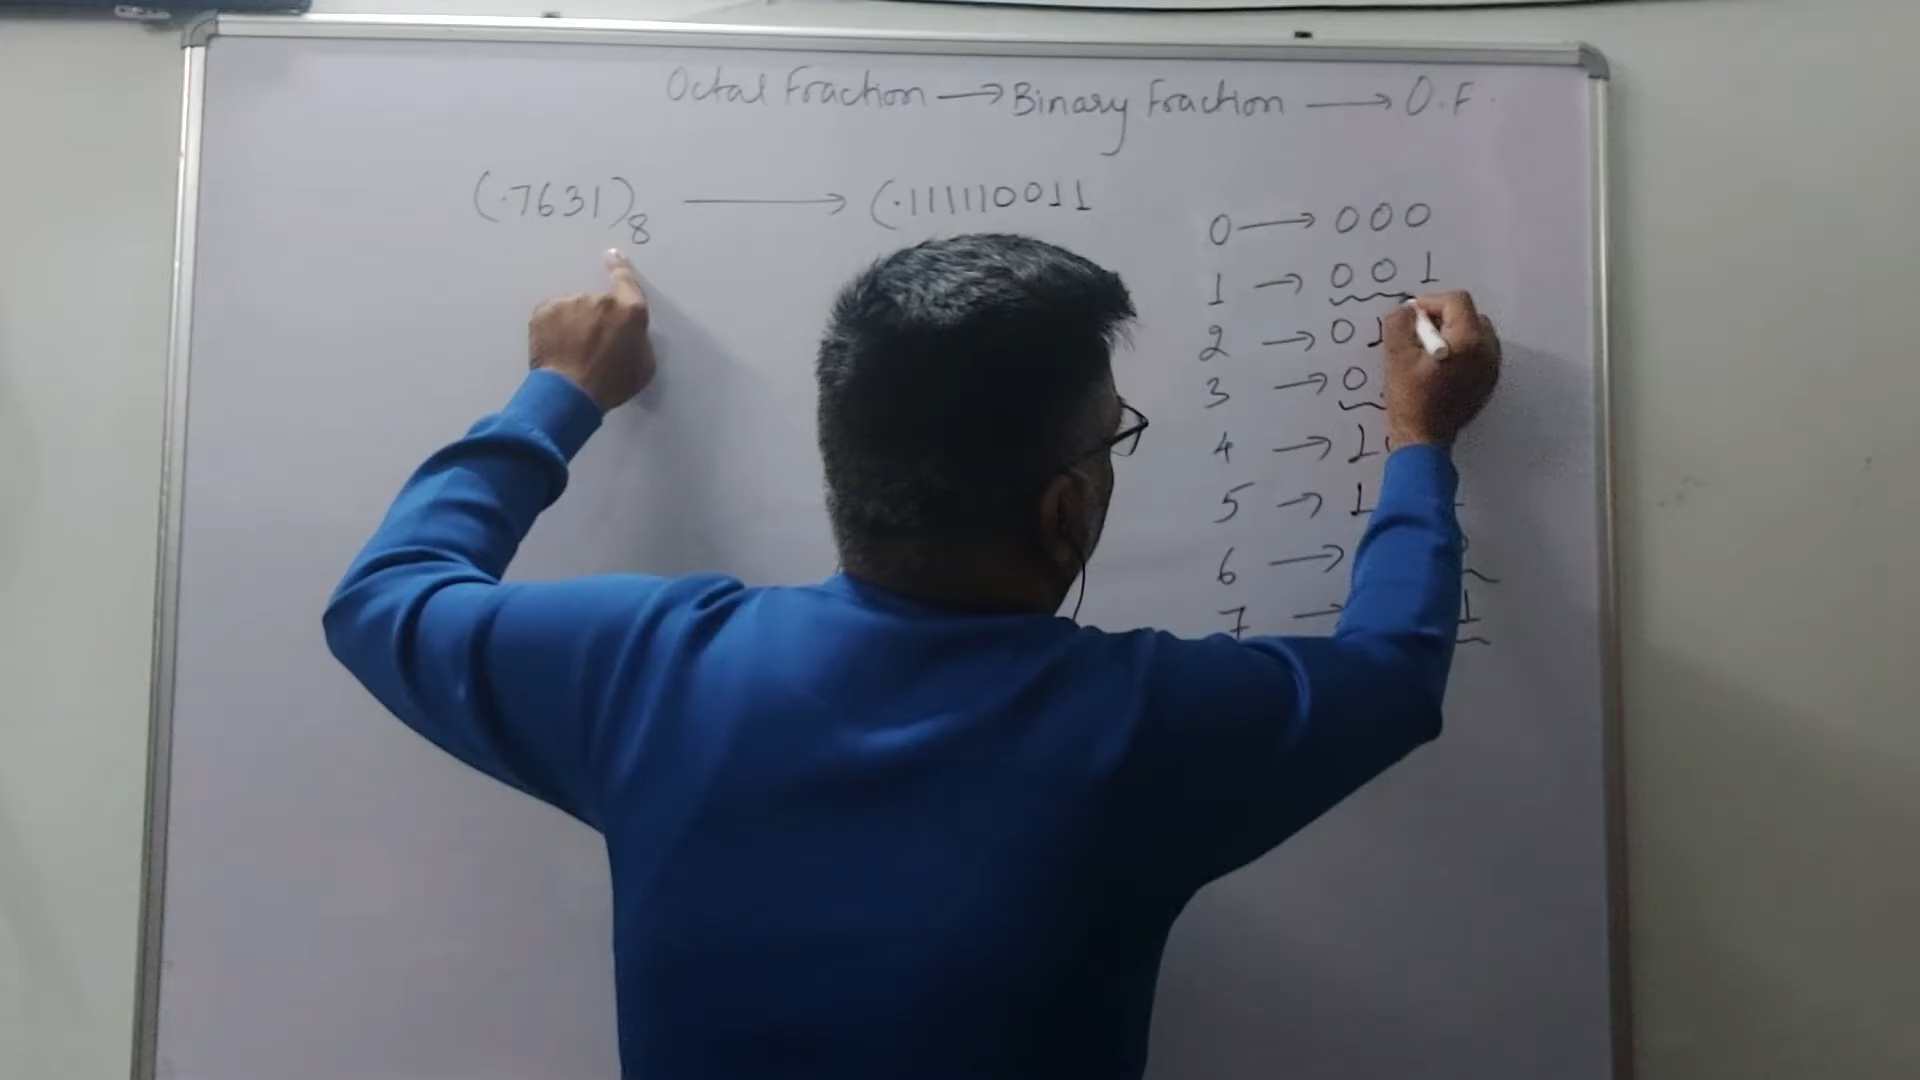 Octal Fraction → Binary Fraction → O.F.
(.7631)8 → (.111110011
0 → 000
1 → 001
2 → 01
3 → 0
4 → 1
5 → 1
6 →
7 → 1